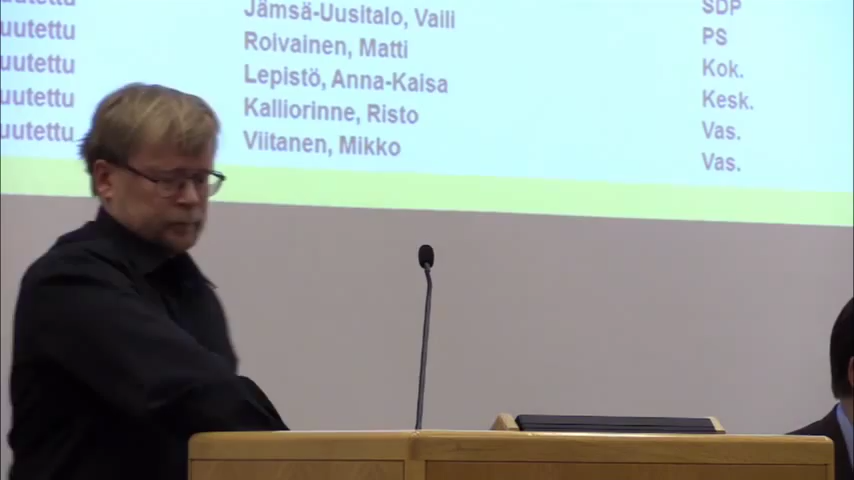 uutettu Jämsä-Uusitalo, Vaili SDP
uutettu Roivainen, Matti PS
uutettu Lepistö, Anna-Kaisa Kok.
uutettu Kalliorinne, Risto Kesk.
uutettu Viitanen, Mikko Vas.
Vas.